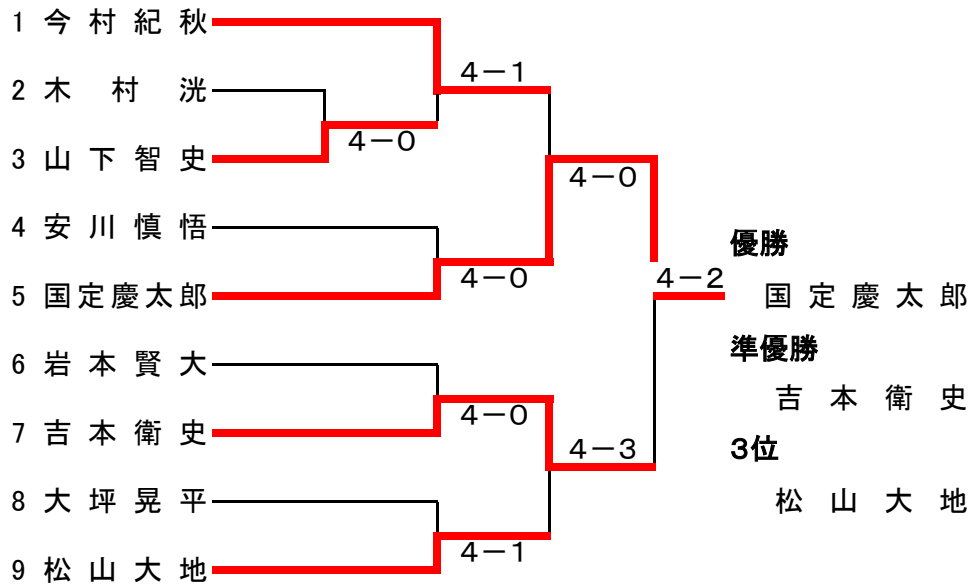 1 今村紀秋
4－1
2 木村洸
4－0
3 山下智史
4－0
4 安川慎悟
優勝
4－0
4－2
5 国定慶太郎
国定慶太郎
準優勝
6 岩本賢大
吉本衛史
4－0
7 吉本衛史
4－3
3位
8 大坪晃平
松山大地
4－1
9 松山大地